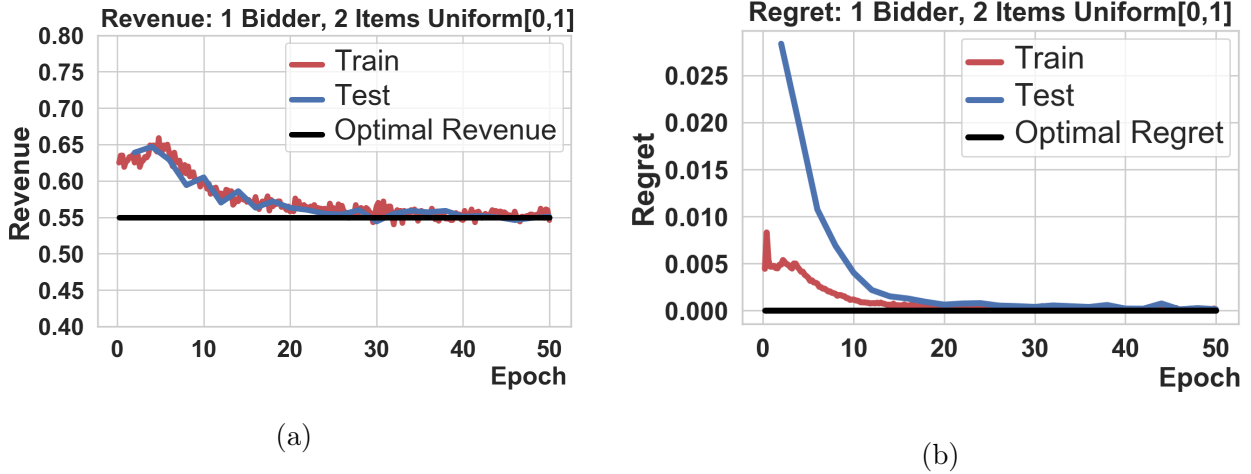 Revenue: 1 Bidder, 2 Items Uniform[0,1]
0.80
0.75
0.70
0.65
0.60
0.55
0.50
0.45
0.40
Revenue
Train
Test
Optimal Revenue
0 10 20 30 40 50
Epoch
(a)
Regret: 1 Bidder, 2 Items Uniform[0,1]
0.025
0.020
0.015
0.010
0.005
0.000
Regret
Train
Test
Optimal Regret
0 10 20 30 40 50
Epoch
(b)